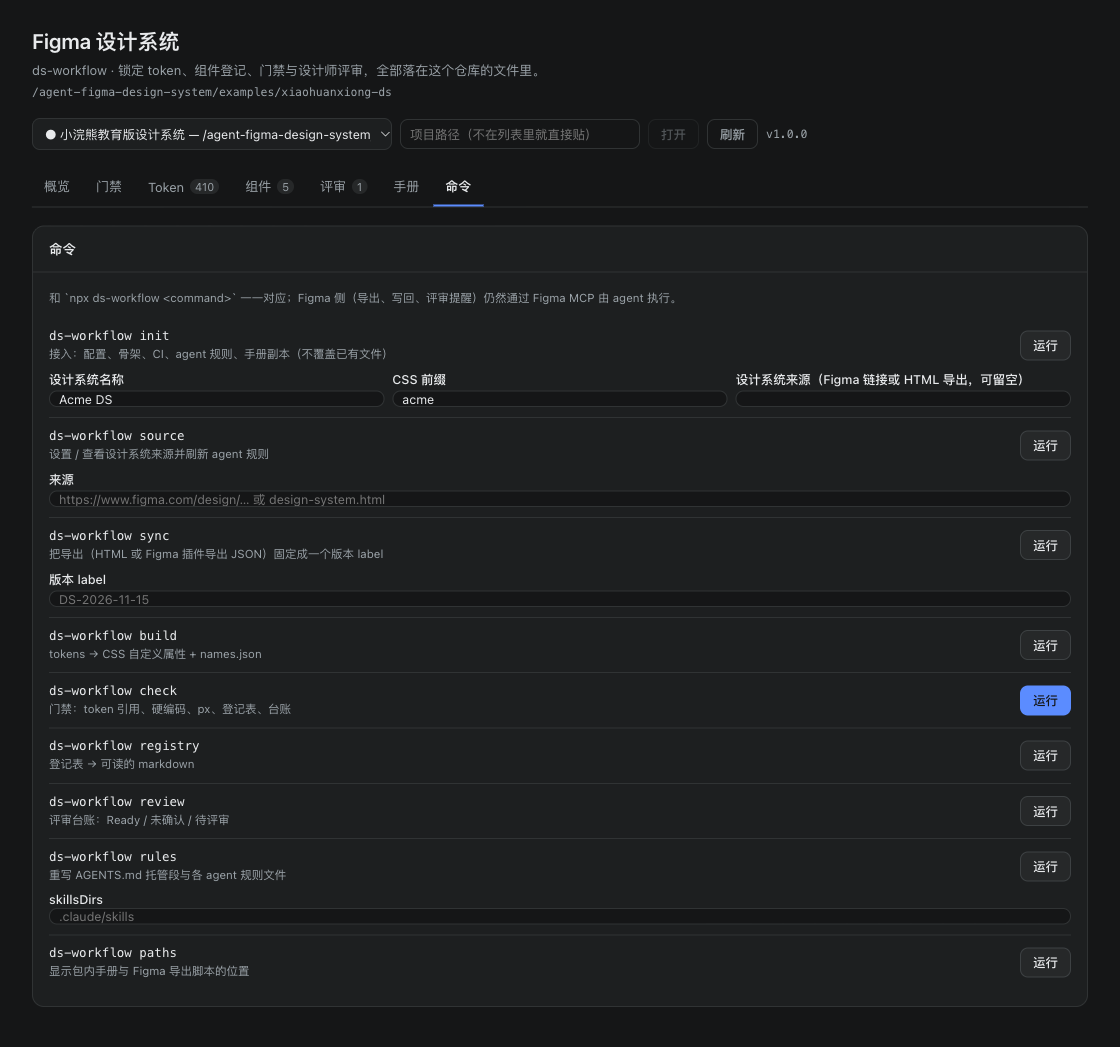 Figma 设计系统
ds-workflow · 锁定 token、组件登记、门禁与设计师评审，全部落在这个仓库的文件里。
/agent-figma-design-system/examples/xiaohuanxiong-ds
● 小浣熊教育版设计系统 — /agent-figma-design-system 项目路径（不在列表里就直接贴） 打开 刷新 v1.0.0
概览 门禁 Token 410 组件 5 评审 1 手册 命令
命令
和 `npx ds-workflow <command>` 一一对应；Figma 侧（导出、写回、评审提醒）仍然通过 Figma MCP 由 agent 执行。
ds-workflow init
运行
接入：配置、骨架、CI、agent 规则、手册副本（不覆盖已有文件）
设计系统名称 CSS 前缀 设计系统来源（Figma 链接或 HTML 导出，可留空）
Acme DS acme
ds-workflow source
运行
设置 / 查看设计系统来源并刷新 agent 规则
来源
https://www.figma.com/design/... 或 design-system.html
ds-workflow sync
运行
把导出（HTML 或 Figma 插件导出 JSON）固定成一个版本 label
版本 label
DS-2026-11-15
ds-workflow build
运行
tokens → CSS 自定义属性 + names.json
ds-workflow check
运行
门禁：token 引用、硬编码、px、登记表、台账
ds-workflow registry
运行
登记表 → 可读的 markdown
ds-workflow review
运行
评审台账：Ready / 未确认 / 待评审
ds-workflow rules
运行
重写 AGENTS.md 托管段与各 agent 规则文件
skillsDirs
.claude/skills
ds-workflow paths
运行
显示包内手册与 Figma 导出脚本的位置